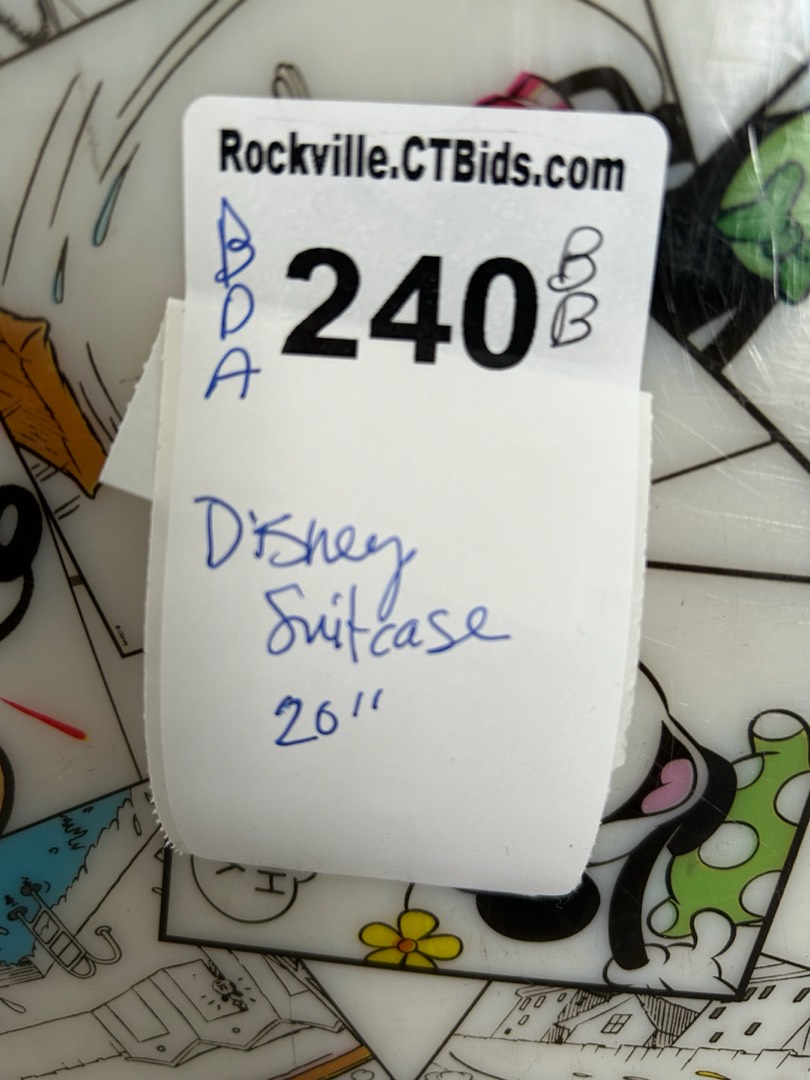 Rockville.CTBids.com
B
D
A
240
B
B
Disney
Suitcase
20"